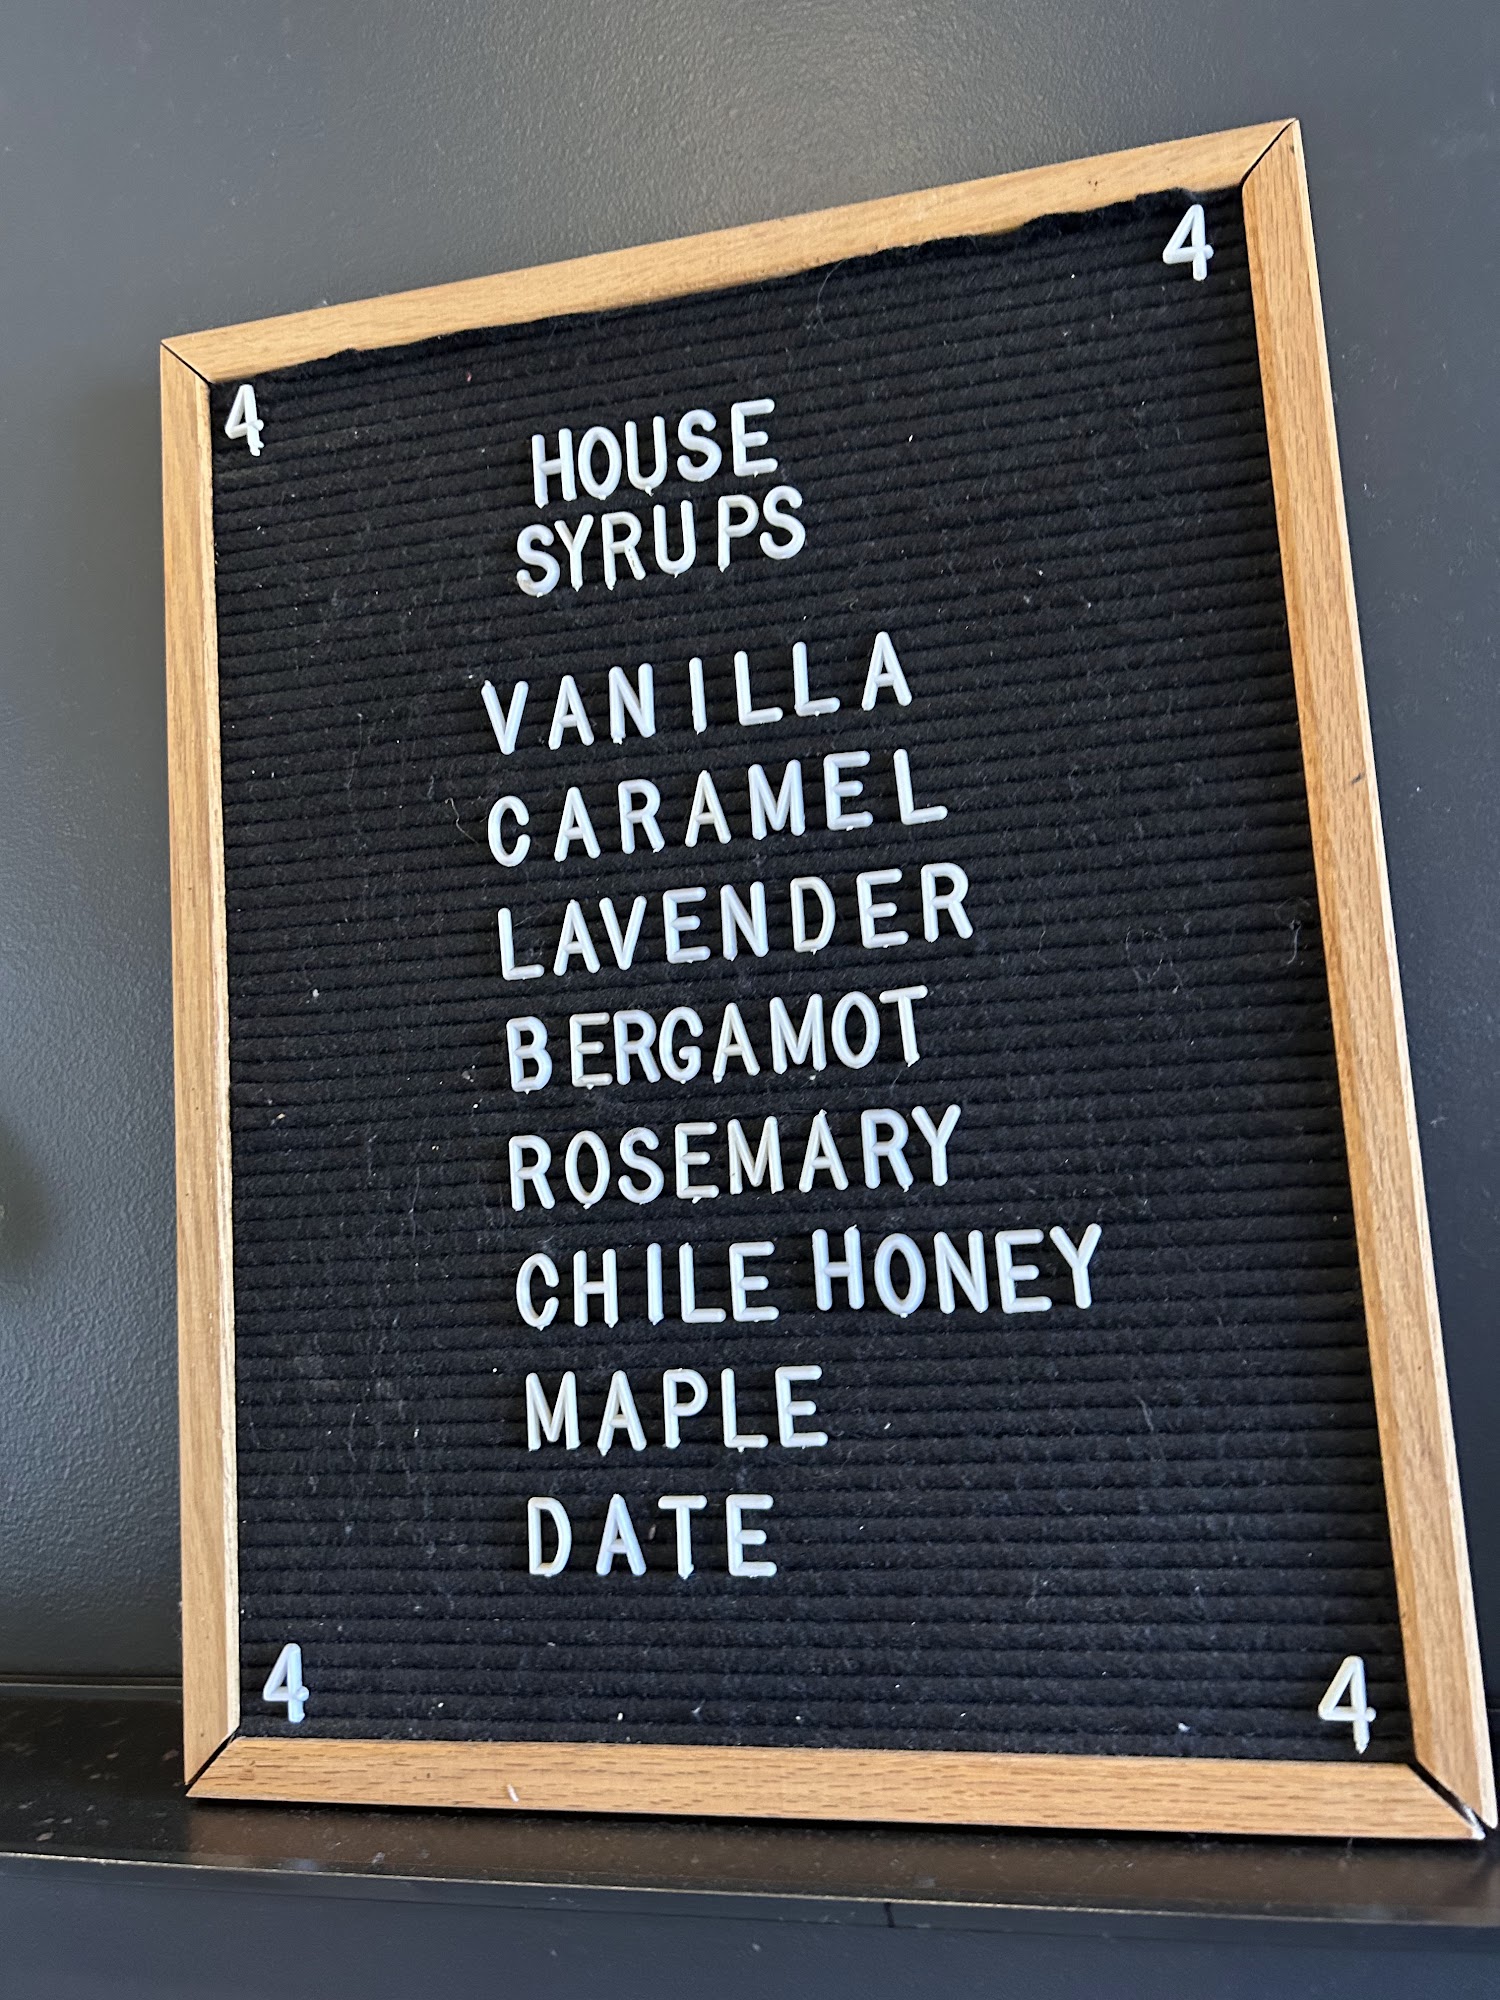 4
4
HOUSE
SYRUPS
VANILLA
CARAMEL
LAVENDER
BERGAMOT
ROSEMARY
CHILE HONEY
MAPLE
DATE
4
4